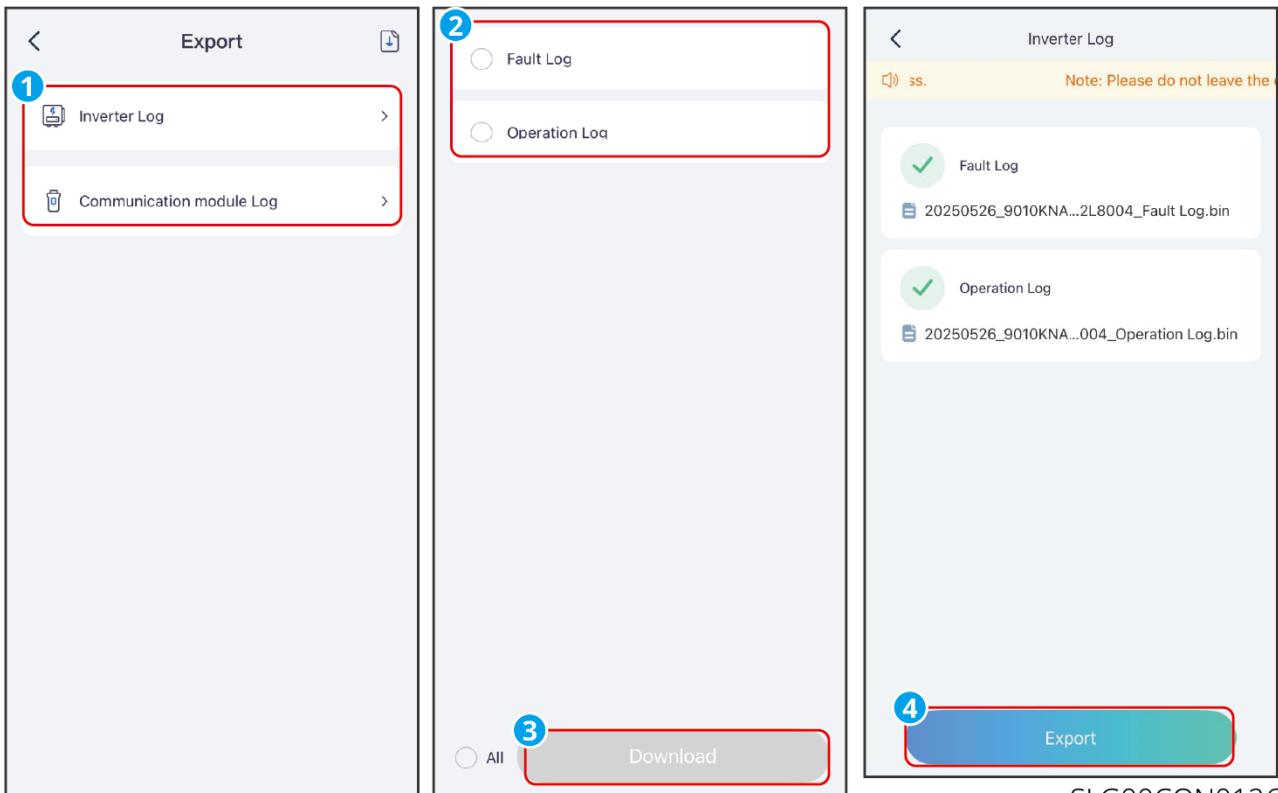 Export
1
Inverter Log
Communication module Log
2
Fault Log
Operation Log
3
All
Download
Inverter Log
ss. Note: Please do not leave the
Fault Log
20250526_9010KNA...2L8004_Fault Log.bin
Operation Log
20250526_9010KNA...004_Operation Log.bin
4
Export